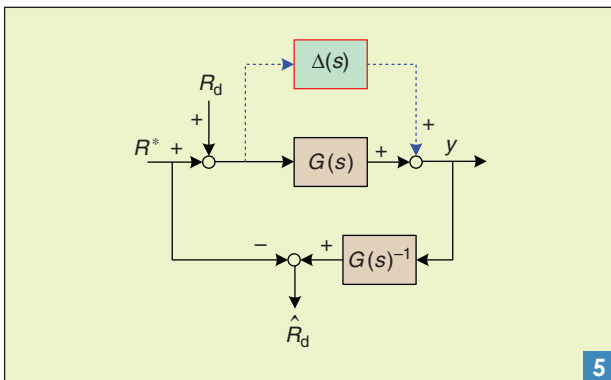 Δ(s)
R_d
+
+
R* +
G(s)
+
y
−
+
G(s)⁻¹
R̂_d
5